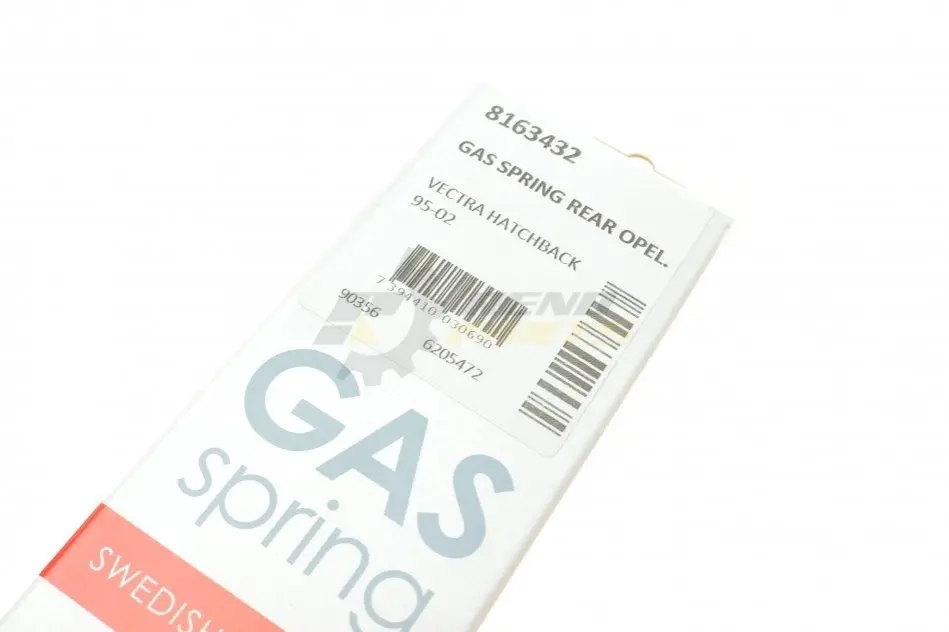 8163432
GAS SPRING REAR OPEL.
VECTRA HATCHBACK
95-02
7 394410 030690
90356
6205472
GAS
spring
SWEDISH